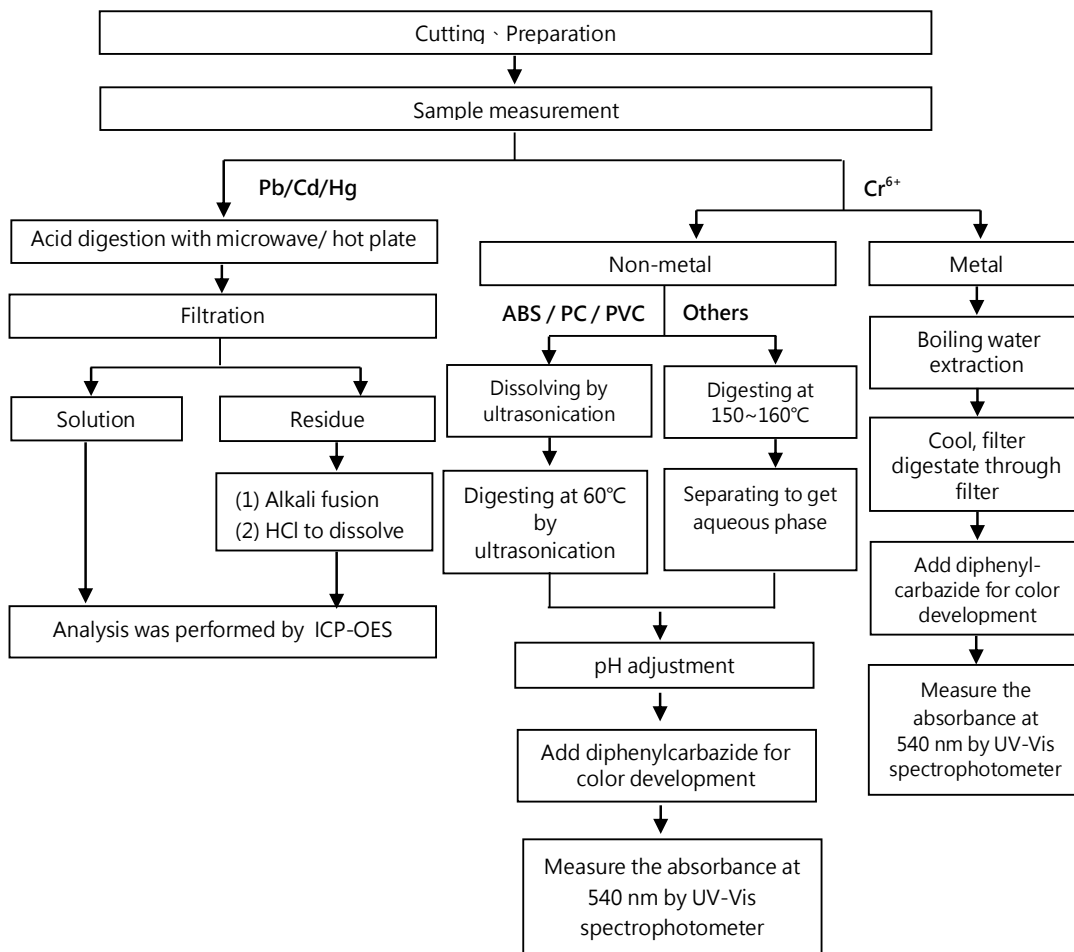 Cutting、Preparation
Sample measurement
Pb/Cd/Hg
Cr⁶⁺
Acid digestion with microwave/ hot plate
Filtration
Solution
Residue
(1) Alkali fusion
(2) HCl to dissolve
Analysis was performed by ICP-OES
Non-metal
ABS / PC / PVC
Others
Dissolving by
ultrasonication
Digesting at 60℃
by
ultrasonication
Digesting at
150~160℃
Separating to get
aqueous phase
pH adjustment
Add diphenylcarbazide for
color development
Measure the absorbance at
540 nm by UV-Vis
spectrophotometer
Metal
Boiling water
extraction
Cool, filter
digestate through
filter
Add diphenyl-
carbazide for color
development
Measure the
absorbance at
540 nm by UV-Vis
spectrophotometer